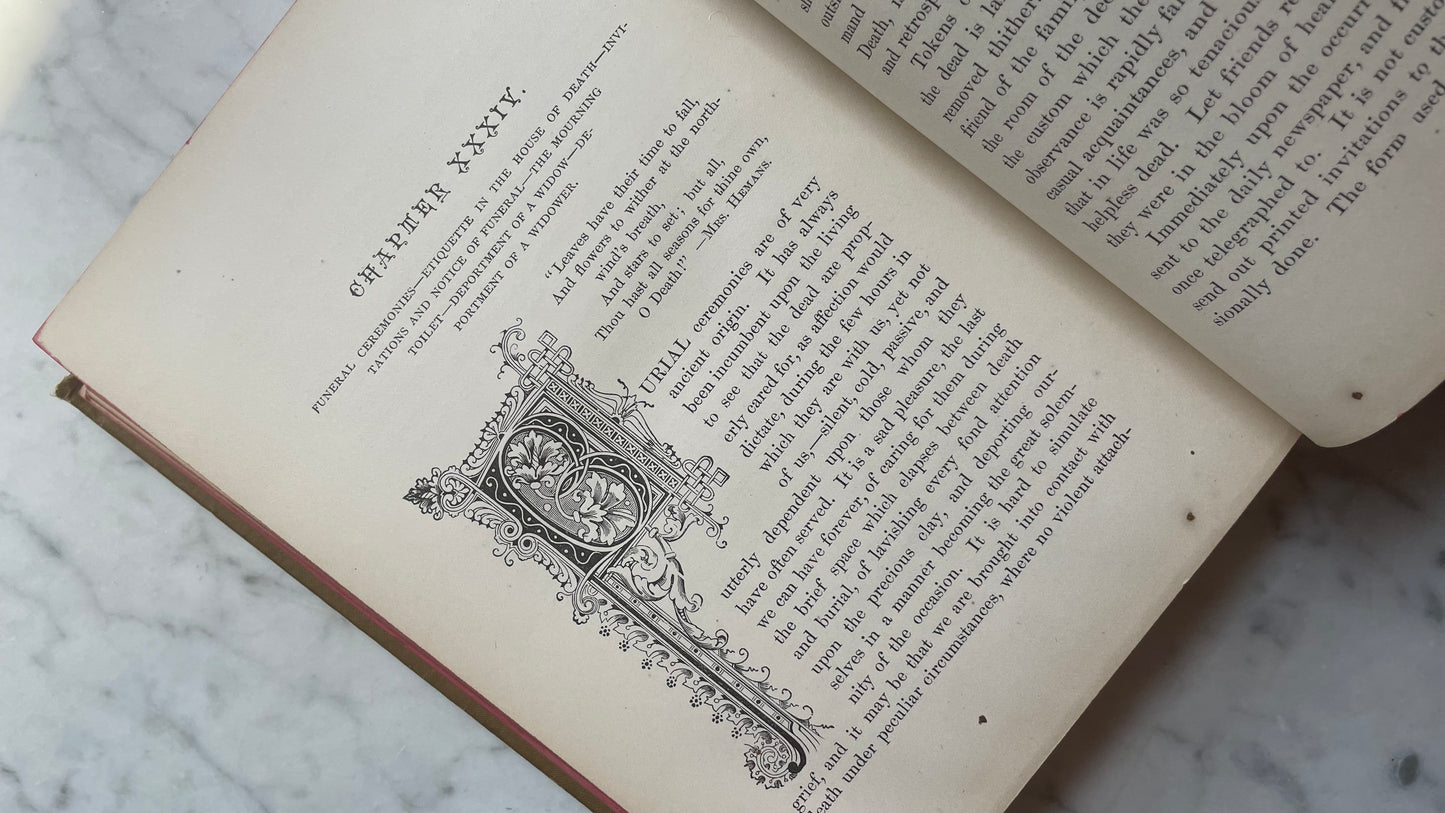 CHAPTER XXXIV.
FUNERAL CEREMONIES—ETIQUETTE IN THE HOUSE OF DEATH—INVI-
TATIONS AND NOTICE OF FUNERAL—THE MOURNING
TOILET—DEPORTMENT OF A WIDOW—DE-
PORTMENT OF A WIDOWER.
"Leaves have their time to fall,
And flowers to wither at the north-
wind's breath,
And stars to set; but all,
Thou hast all seasons for thine own,
O Death!" —MRS. HEMANS.
BURIAL ceremonies are of very
ancient origin. It has always
been incumbent upon the living
to see that the dead are prop-
erly cared for, as affection would
dictate, during the few hours in
which they are with us, yet not
of us,—silent, cold, passive, and
utterly dependent upon those whom they
have often served. It is a sad pleasure, the last
we can have forever, of caring for them during
the brief space which elapses between death
and burial, of lavishing every fond attention
upon the precious clay, and deporting our-
selves in a manner becoming the great solem-
nity of the occasion. It is hard to simulate
grief, and it may be that we are brought into contact with
death under peculiar circumstances, where no violent attach-
mand
Death,
and
Tokens
the dead is
removed
friend of the
the room of the
the custom which the
observance is rapidly
casual acquaintances, and
that in life was so
helpless dead. Let friends
they were in the bloom of
Immediately upon the
sent to the daily newspaper, and
once telegraphed to. It is not
send out printed invitations to
sionally done. The form used